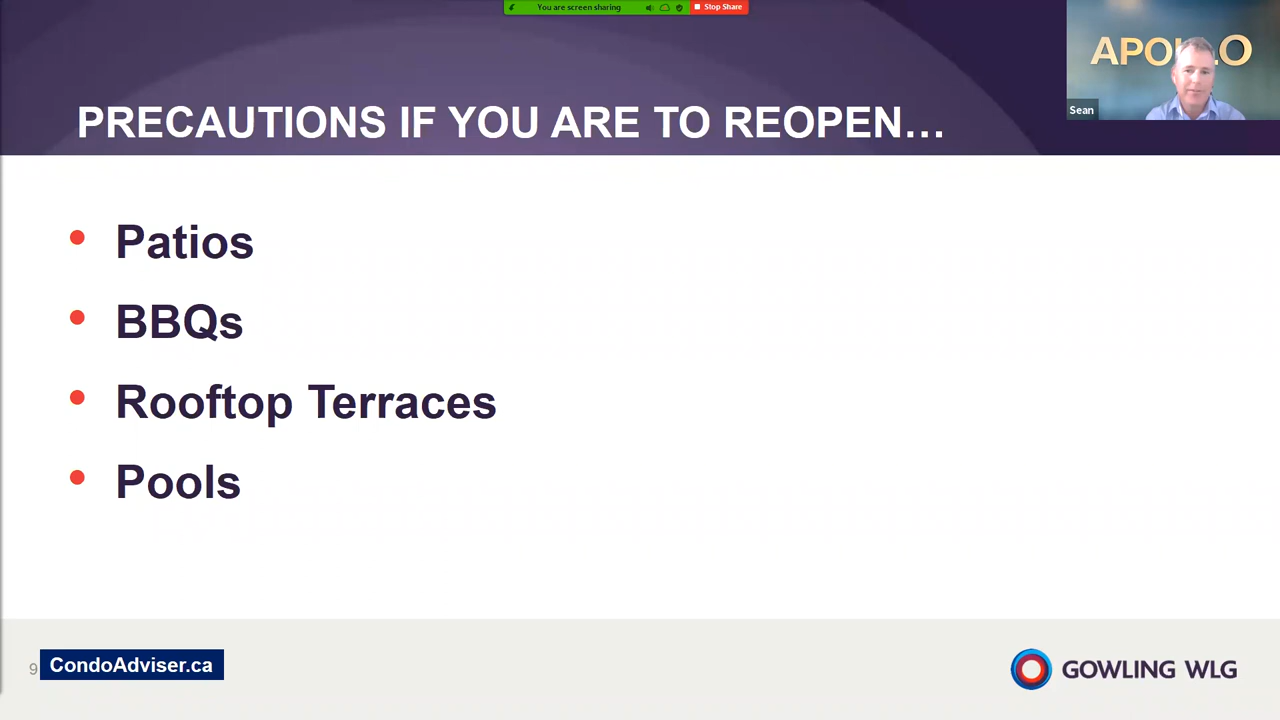 You are screen sharing
Stop Share
APOLLO
Sean
PRECAUTIONS IF YOU ARE TO REOPEN…
• Patios
• BBQs
• Rooftop Terraces
• Pools
9
CondoAdviser.ca
GOWLING WLG